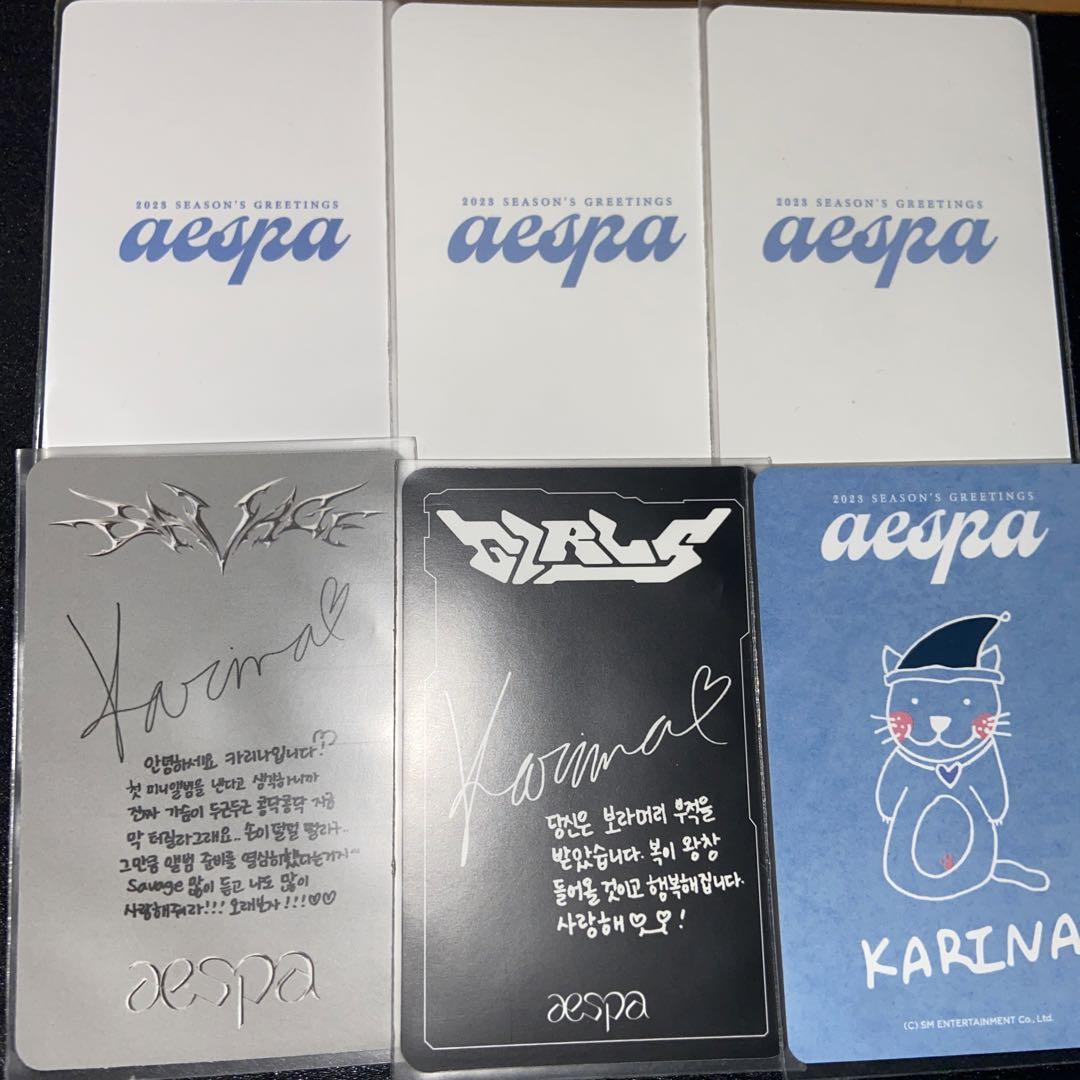 2023 SEASON'S GREETINGS
aespa
2023 SEASON'S GREETINGS
aespa
2023 SEASON'S GREETINGS
aespa
SAVAGE
Karina
안녕하세요 카리나입니다!
첫 미니앨범을 낸다고 생각하니까
진짜 가슴이 두근두근 콩닥콩닥 지금
막 터질라그래요.. 손이 덜덜 떨리구..
그만큼 앨범 준비를 열심히했다는거지~
Savage 많이 듣고 나도 많이
사랑해줘라!!! 오래보자!!!♡♡
aespa
GIRLS
Karina
당신은 보라머리 부적을
받았습니다. 복이 왕창
들어올 것이고 행복해집니다.
사랑해♡♡!
aespa
2023 SEASON'S GREETINGS
aespa
KARINA
(C) SM ENTERTAINMENT Co., Ltd.